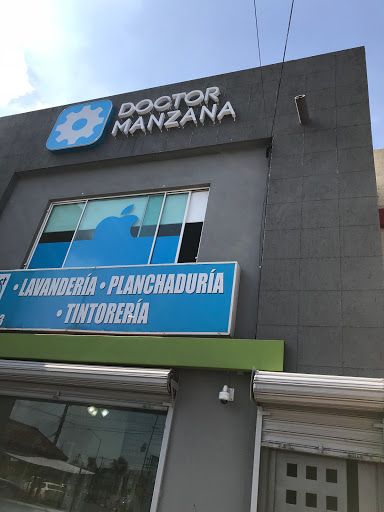 DOCTOR
MANZANA
• LAVANDERÍA • PLANCHADURÍA
• TINTORERÍA